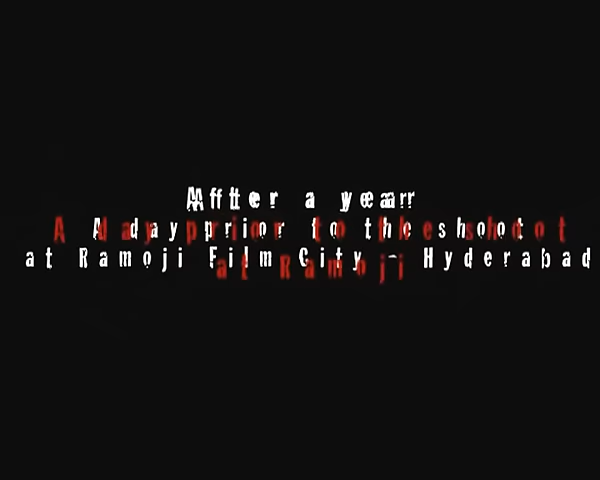 After a year
A day prior to the shoot
at Ramoji Film City - Hyderabad